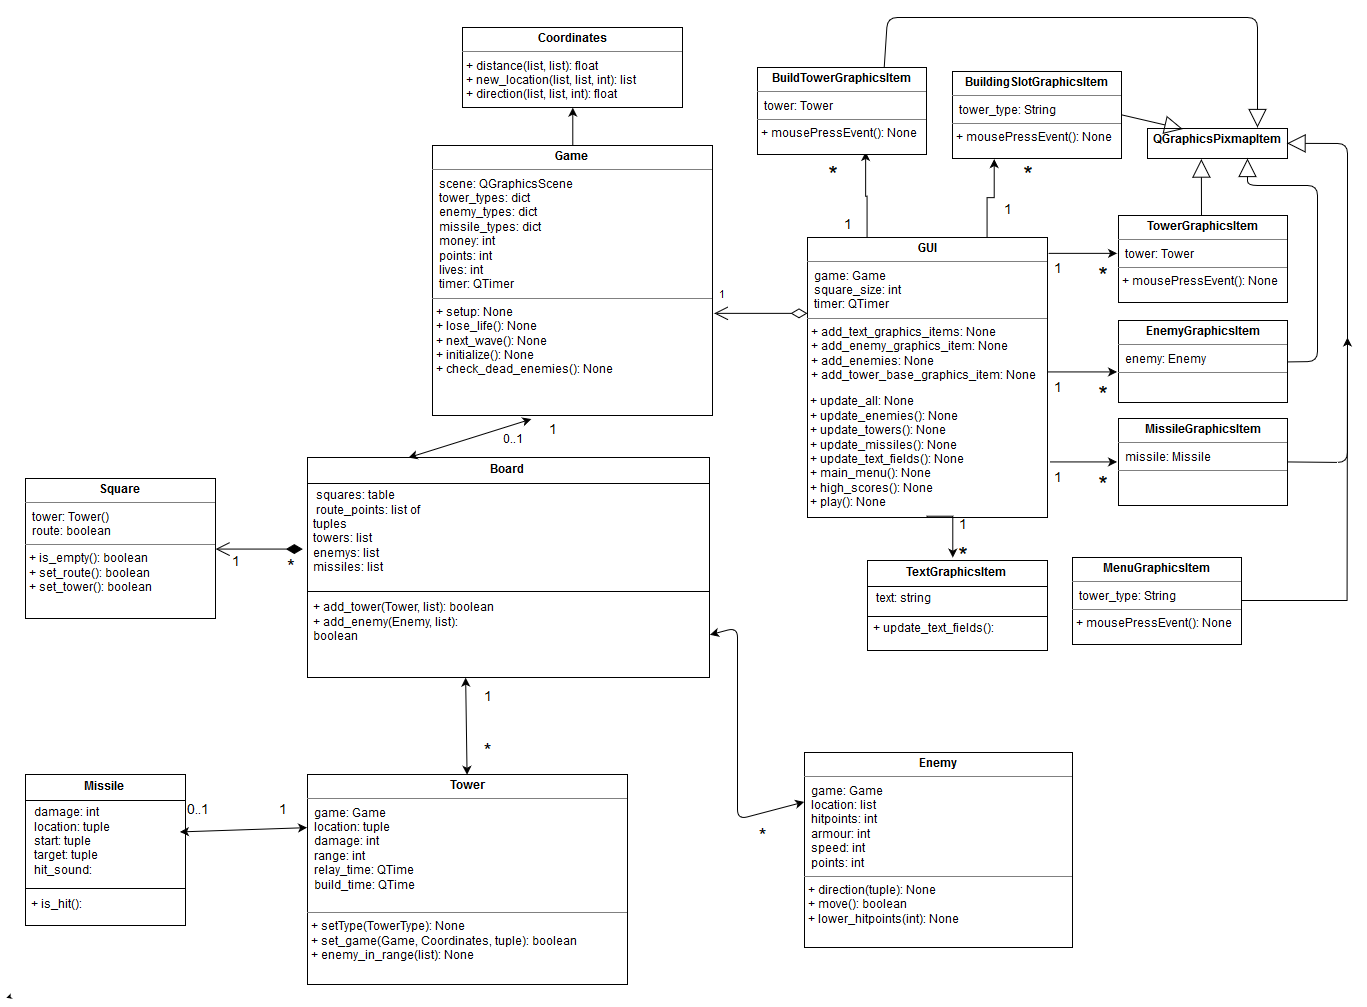 Coordinates
+ distance(list, list): float
+ new_location(list, list, int): list
+ direction(list, list, int): float
Game
scene: QGraphicsScene
tower_types: dict
enemy_types: dict
missile_types: dict
money: int
points: int
lives: int
timer: QTimer
+ setup: None
+ lose_life(): None
+ next_wave(): None
+ initialize(): None
+ check_dead_enemies(): None
BuildTowerGraphicsItem
tower: Tower
+ mousePressEvent(): None
*
1
BuildingSlotGraphicsItem
tower_type: String
+ mousePressEvent(): None
*
1
QGraphicsPixmapItem
GUI
game: Game
square_size: int
timer: QTimer
+ add_text_graphics_items: None
+ add_enemy_graphics_item: None
+ add_enemies: None
+ add_tower_base_graphics_item: None
+ update_all: None
+ update_enemies(): None
+ update_towers(): None
+ update_missiles(): None
+ update_text_fields(): None
+ main_menu(): None
+ high_scores(): None
+ play(): None
1
TowerGraphicsItem
tower: Tower
+ mousePressEvent(): None
1
*
EnemyGraphicsItem
enemy: Enemy
1
*
MissileGraphicsItem
missile: Missile
1
*
1
*
TextGraphicsItem
text: string
+ update_text_fields():
MenuGraphicsItem
tower_type: String
+ mousePressEvent(): None
0..1
1
Board
squares: table
route_points: list of
tuples
towers: list
enemys: list
missiles: list
+ add_tower(Tower, list): boolean
+ add_enemy(Enemy, list):
boolean
Square
tower: Tower()
route: boolean
+ is_empty(): boolean
+ set_route(): boolean
+ set_tower(): boolean
1
*
1
*
*
Missile
damage: int
location: tuple
start: tuple
target: tuple
hit_sound:
+ is_hit():
0..1
1
Tower
game: Game
location: tuple
damage: int
range: int
relay_time: QTime
build_time: QTime
+ setType(TowerType): None
+ set_game(Game, Coordinates, tuple): boolean
+ enemy_in_range(list): None
Enemy
game: Game
location: list
hitpoints: int
armour: int
speed: int
points: int
+ direction(tuple): None
+ move(): boolean
+ lower_hitpoints(int): None